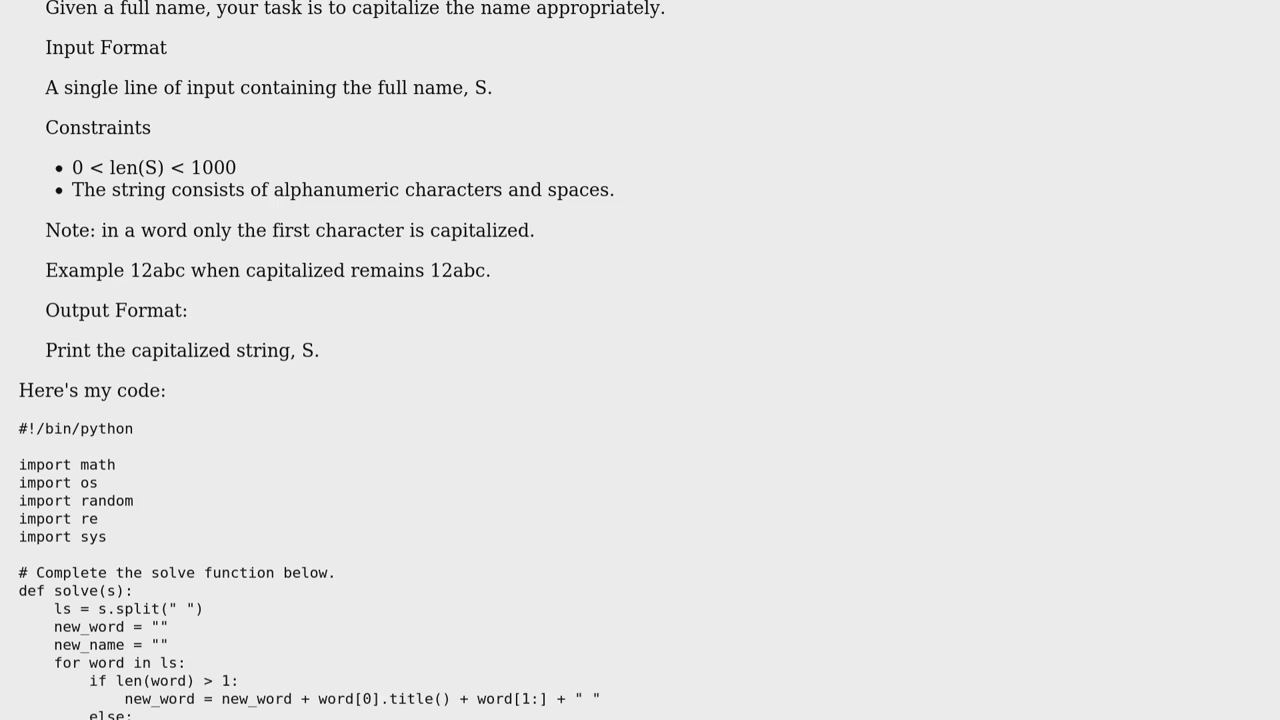 Given a full name, your task is to capitalize the name appropriately.
Input Format
A single line of input containing the full name, S.
Constraints
• 0 < len(S) < 1000
• The string consists of alphanumeric characters and spaces.
Note: in a word only the first character is capitalized.
Example 12abc when capitalized remains 12abc.
Output Format:
Print the capitalized string, S.
Here's my code:
#!/bin/python
import math
import os
import random
import re
import sys
# Complete the solve function below.
def solve(s):
    ls = s.split(" ")
    new_word = ""
    new_name = ""
    for word in ls:
        if len(word) > 1:
            new_word = new_word + word[0].title() + word[1:] + " "
        else: